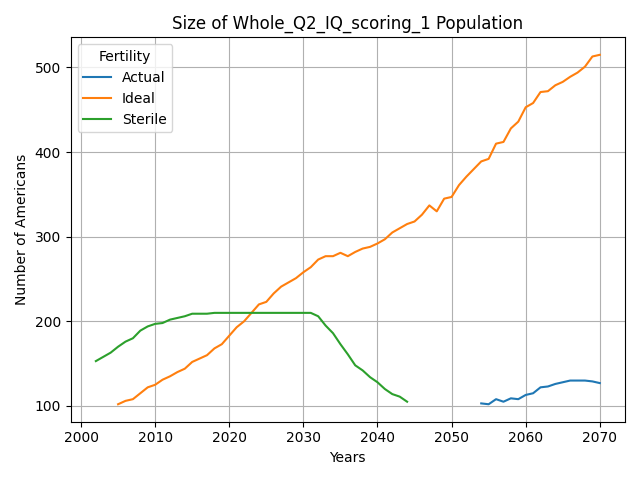 Size of Whole_Q2_IQ_scoring_1 Population
Fertility
Actual
Ideal
Sterile
Number of Americans
500
400
300
200
100
2000 2010 2020 2030 2040 2050 2060 2070
Years